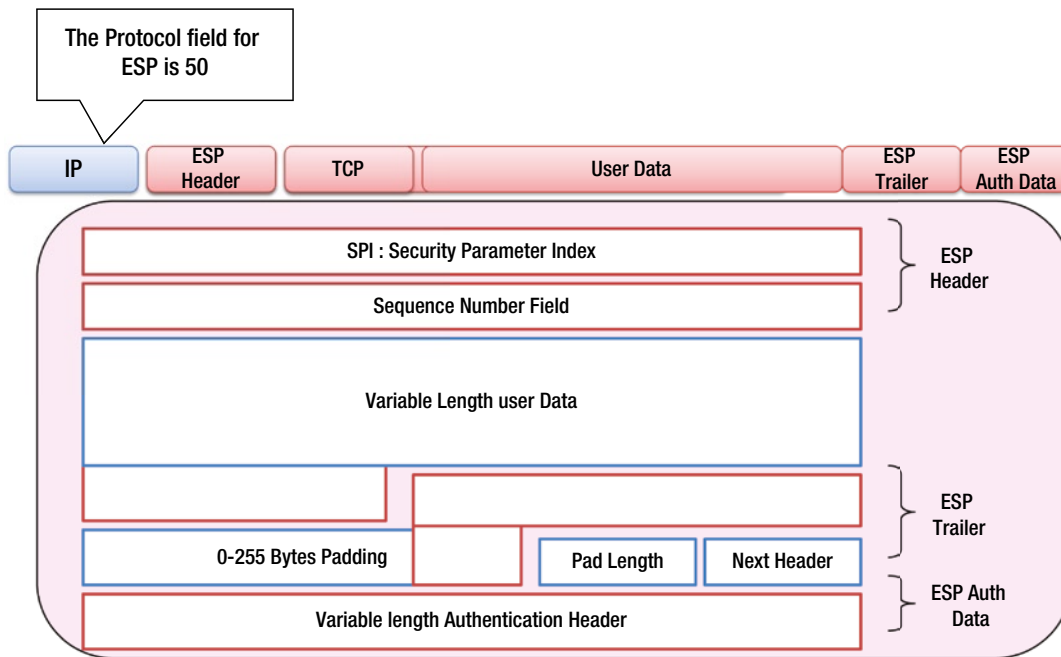 The Protocol field for
ESP is 50
IP
ESP
Header
TCP
User Data
ESP
Trailer
ESP
Auth Data
SPI : Security Parameter Index
ESP
Header
Sequence Number Field
Variable Length user Data
ESP
Trailer
0-255 Bytes Padding
Pad Length
Next Header
Variable length Authentication Header
ESP Auth
Data